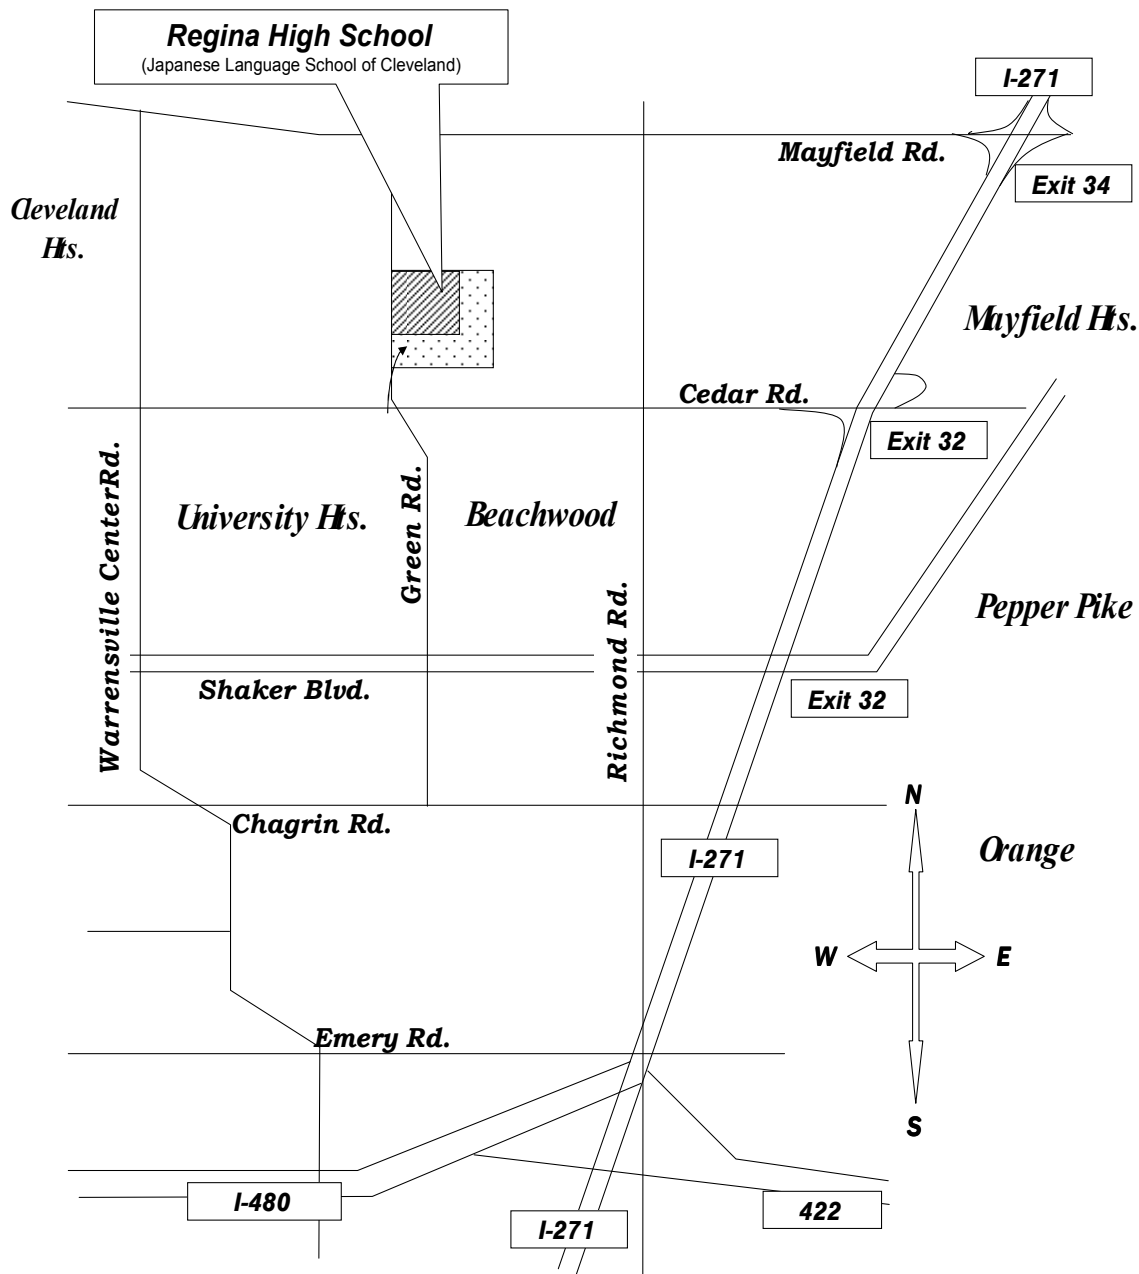 Regina High School
(Japanese Language School of Cleveland)
I-271
Mayfield Rd.
Exit 34
Cleveland
Hts.
Mayfield Hts.
Cedar Rd.
Exit 32
Warrensville CenterRd.
University Hts.
Green Rd.
Beachwood
Richmond Rd.
Pepper Pike
Shaker Blvd.
Exit 32
N
Chagrin Rd.
I-271
Orange
W
E
Emery Rd.
S
I-480
422
I-271